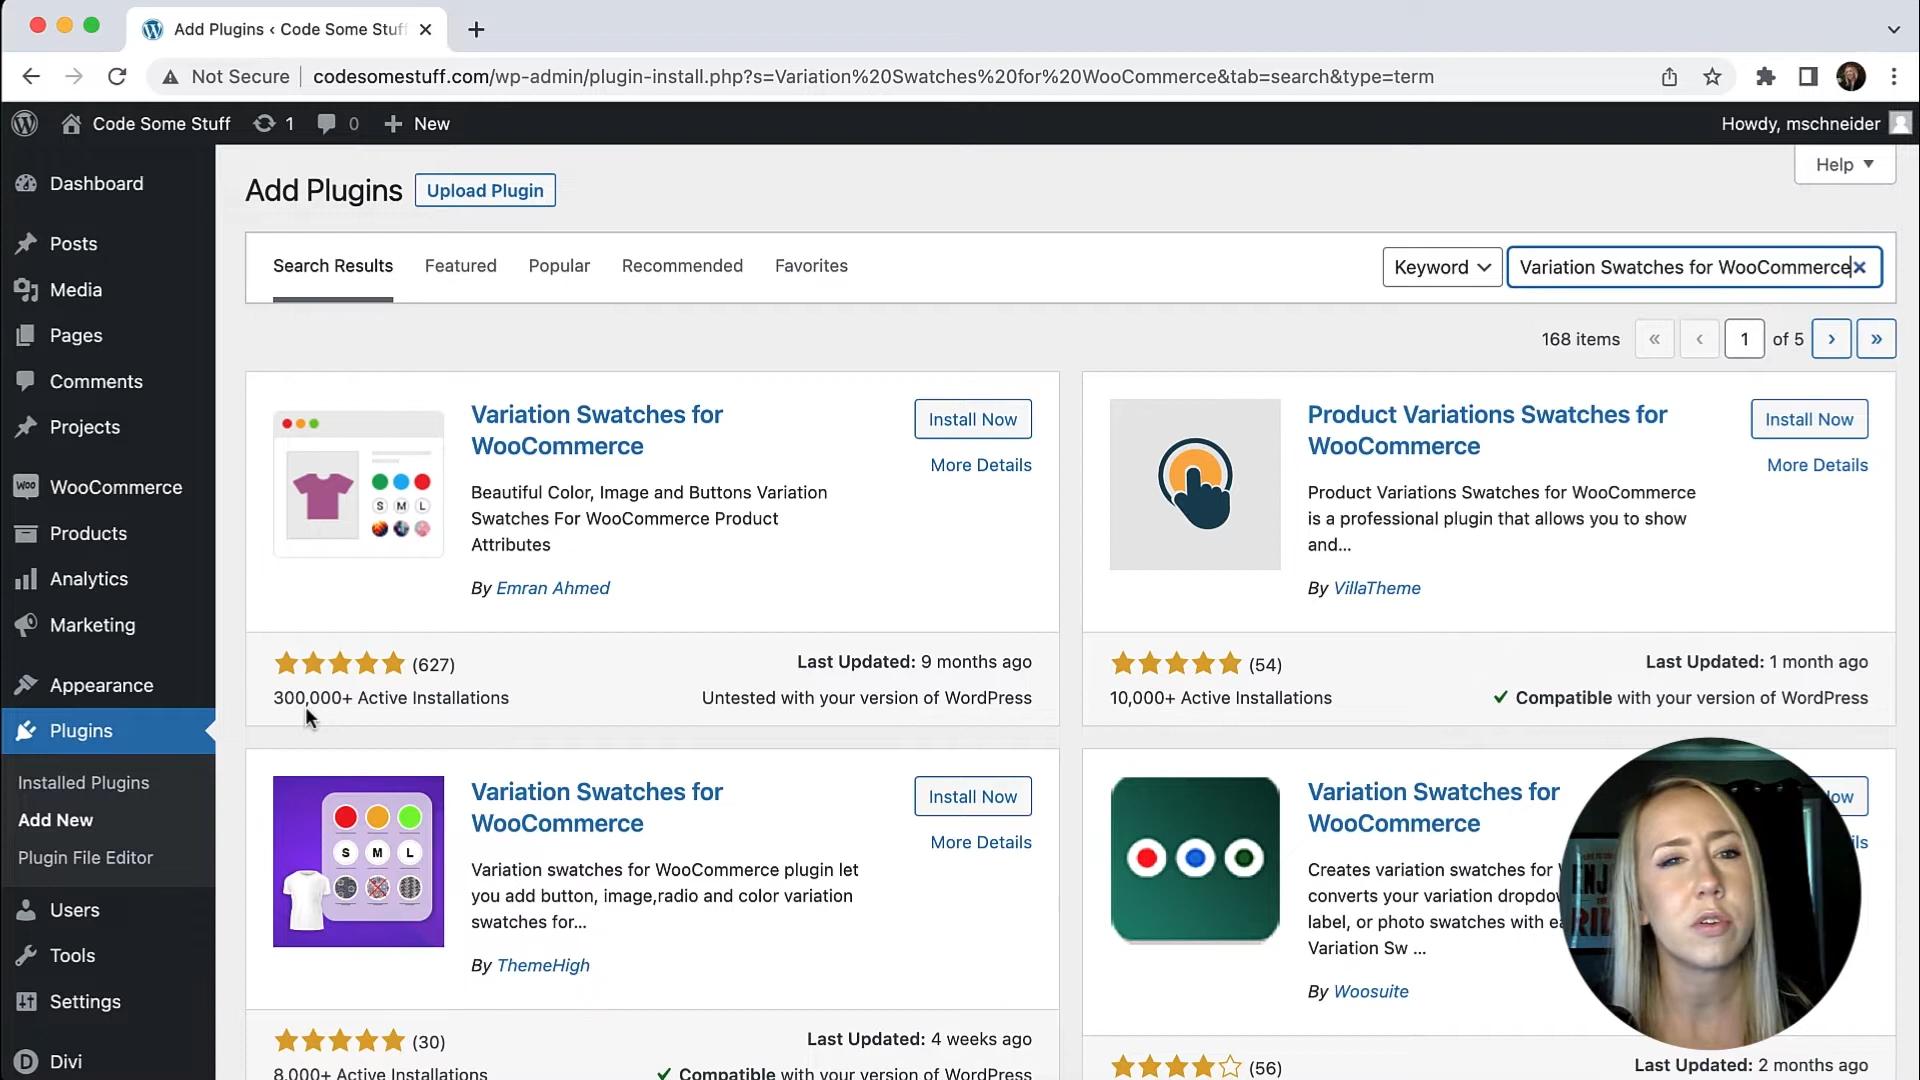 Add Plugins ‹ Code Some Stuff
Not Secure
codesomestuff.com/wp-admin/plugin-install.php?s=Variation%20Swatches%20for%20WooCommerce&tab=search&type=term
Code Some Stuff
1
0
New
Howdy, mschneider
Help
Dashboard
Posts
Media
Pages
Comments
Projects
WooCommerce
Products
Analytics
Marketing
Appearance
Plugins
Installed Plugins
Add New
Plugin File Editor
Users
Tools
Settings
D
Divi
Add Plugins
Upload Plugin
Search Results
Featured
Popular
Recommended
Favorites
Keyword
Variation Swatches for WooCommerce
168 items
«
‹
1
of 5
›
»
Variation Swatches for
WooCommerce
Install Now
More Details
Beautiful Color, Image and Buttons Variation
Swatches For WooCommerce Product
Attributes
By Emran Ahmed
S M L
(627)
Last Updated: 9 months ago
300,000+ Active Installations
Untested with your version of WordPress
Product Variations Swatches for
WooCommerce
Install Now
More Details
Product Variations Swatches for WooCommerce
is a professional plugin that allows you to show
and...
By VillaTheme
(54)
Last Updated: 1 month ago
10,000+ Active Installations
Compatible with your version of WordPress
Variation Swatches for
WooCommerce
Install Now
More Details
Variation swatches for WooCommerce plugin let
you add button, image,radio and color variation
swatches for...
By ThemeHigh
S M L
(30)
Last Updated: 4 weeks ago
8,000+ Active Installations
Compatible with your version of WordPress
Variation Swatches for
WooCommerce
Creates variation swatches for
converts your variation
label, or photo swatches with
Variation Sw ...
By Woosuite
(56)
Last Updated: 2 months ago